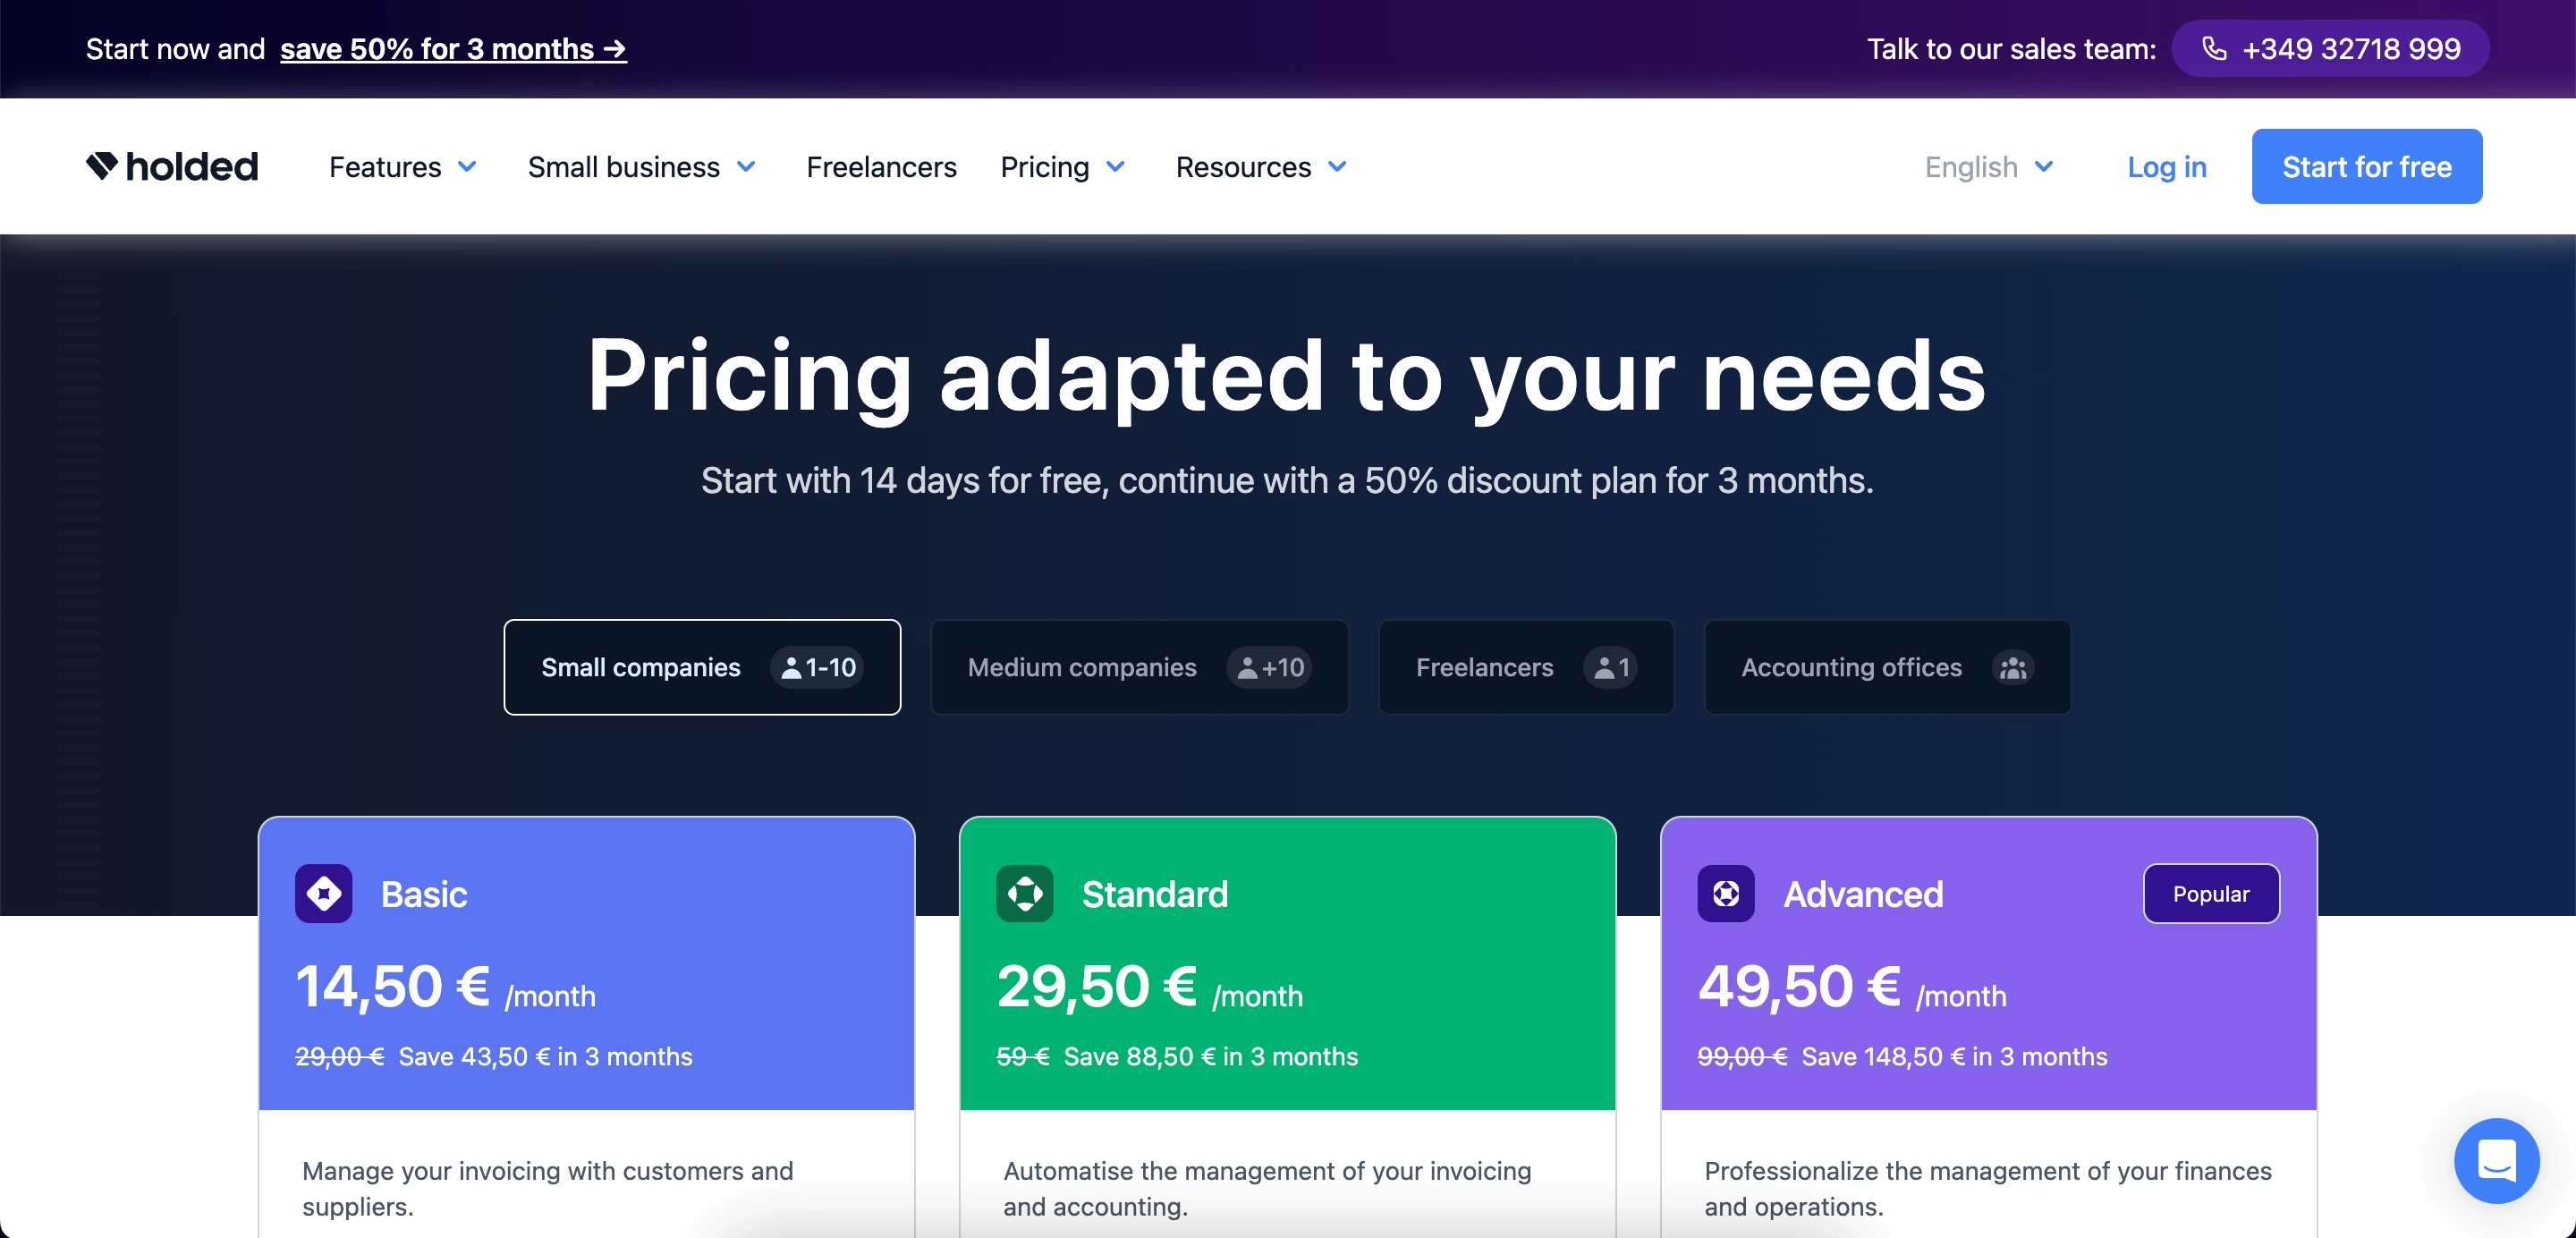 Start now and save 50% for 3 months →
Talk to our sales team: +349 32718 999
holded Features Small business Freelancers Pricing Resources English Log in Start for free
Pricing adapted to your needs
Start with 14 days for free, continue with a 50% discount plan for 3 months.
Small companies 1-10
Medium companies +10
Freelancers 1
Accounting offices
Basic
14,50 € /month
29,00 € Save 43,50 € in 3 months
Manage your invoicing with customers and
suppliers.
Standard
29,50 € /month
59 € Save 88,50 € in 3 months
Automatise the management of your invoicing
and accounting.
Advanced
Popular
49,50 € /month
99,00 € Save 148,50 € in 3 months
Professionalize the management of your finances
and operations.